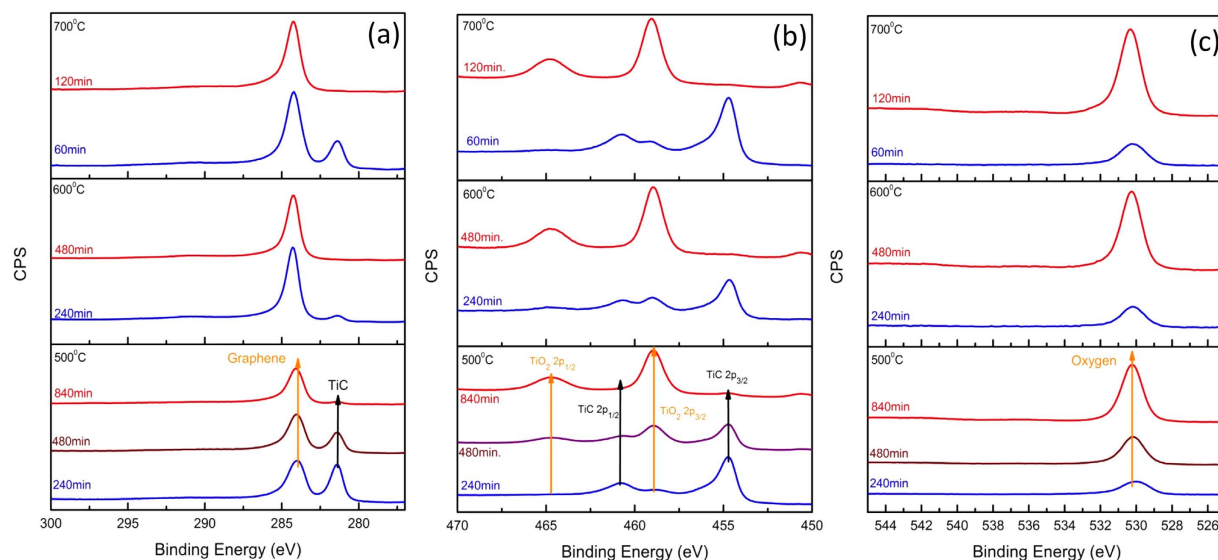 (a)
700°C
120min
60min
600°C
480min
240min
500°C
Graphene
TiC
840min
480min
240min
300 295 290 285 280
Binding Energy (eV)
CPS
(b)
700°C
120min.
60min
600°C
480min.
240min
500°C
TiO2 2p1/2
TiC 2p3/2
840min
TiC 2p1/2
TiO2 2p3/2
480min.
240min
470 465 460 455 450
Binding Energy (eV)
CPS
(c)
700°C
120min
60min
600°C
480min
240min
500°C
Oxygen
840min
480min
240min
544 542 540 538 536 534 532 530 528 526
Binding Energy (eV)
CPS